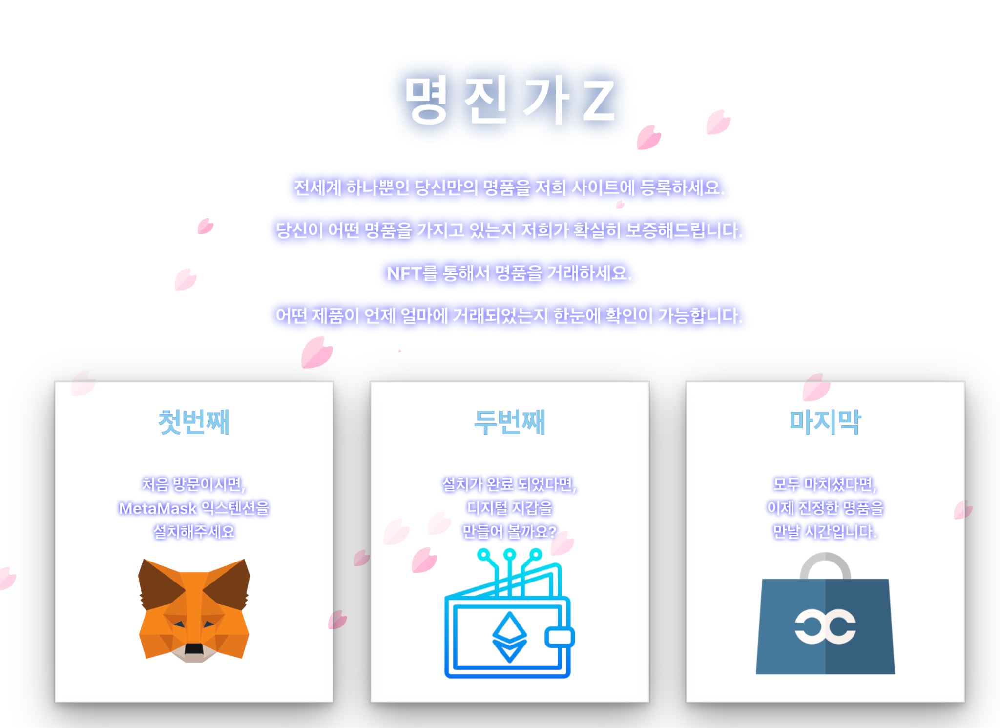 명진가Z
전세계 하나뿐인 당신만의 명품을 저희 사이트에 등록하세요.
당신이 어떤 명품을 가지고 있는지 저희가 확실히 보증해드립니다.
NFT를 통해서 명품을 거래하세요.
어떤 제품이 언제 얼마에 거래되었는지 한눈에 확인이 가능합니다.
첫번째
처음 방문이시면,
MetaMask 익스텐션을
설치해주세요
두번째
설치가 완료 되었다면,
디지털 지갑을
만들어 볼까요?
마지막
모두 마치셨다면,
이제 진정한 명품을
만날 시간입니다.